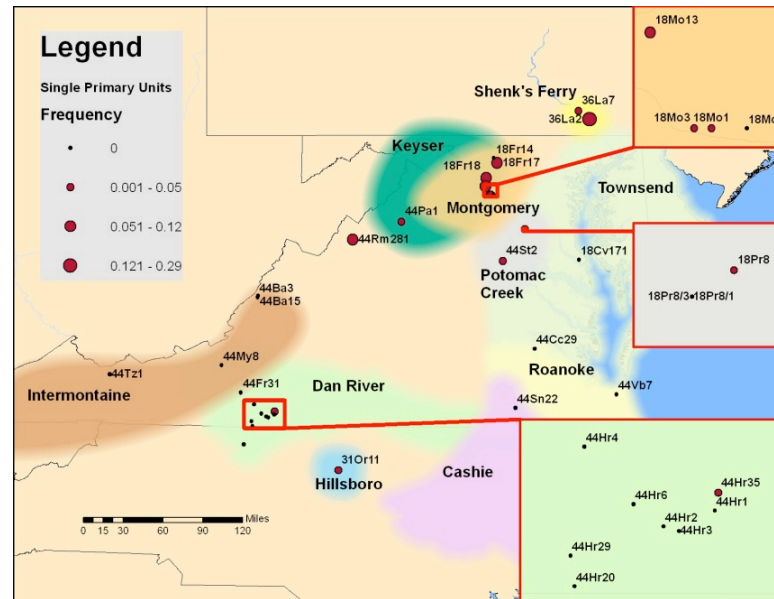 Legend
Single Primary Units
Frequency
0
0.001 - 0.05
0.051 - 0.12
0.121 - 0.29
Shenk's Ferry
36La7
36La2
Keyser
18Fr14
18Fr17
18Fr18
Montgomery
Townsend
44Pa1
44Rm281
44St2
18Cv171
Potomac
Creek
44Ba3
44Ba15
44Cc29
44My8
44Tz1
Roanoke
Intermontaine
44Fr31
Dan River
44Vb7
44Sn22
31Or11
Hillsboro
Cashie
Miles
0 15 30 60 90 120
18Mo13
18Mo3 18Mo1
18Pr8
18Pr8/3 18Pr8/1
44Hr4
44Hr35
44Hr6
44Hr1
44Hr2
44Hr3
44Hr29
44Hr20